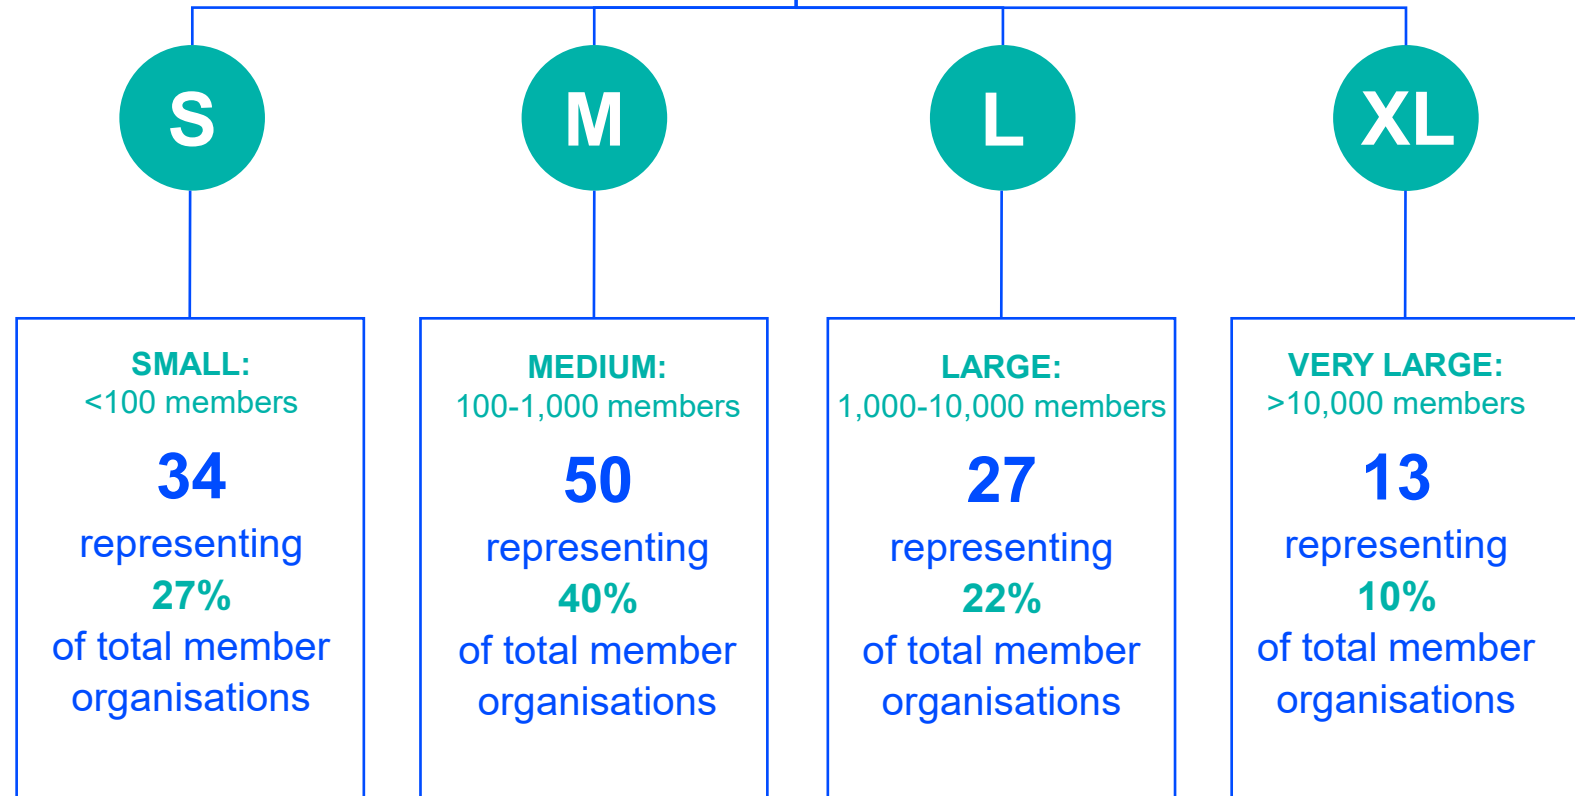 S
M
L
XL
SMALL:
<100 members
34
representing
27%
of total member
organisations
MEDIUM:
100-1,000 members
50
representing
40%
of total member
organisations
LARGE:
1,000-10,000 members
27
representing
22%
of total member
organisations
VERY LARGE:
>10,000 members
13
representing
10%
of total member
organisations